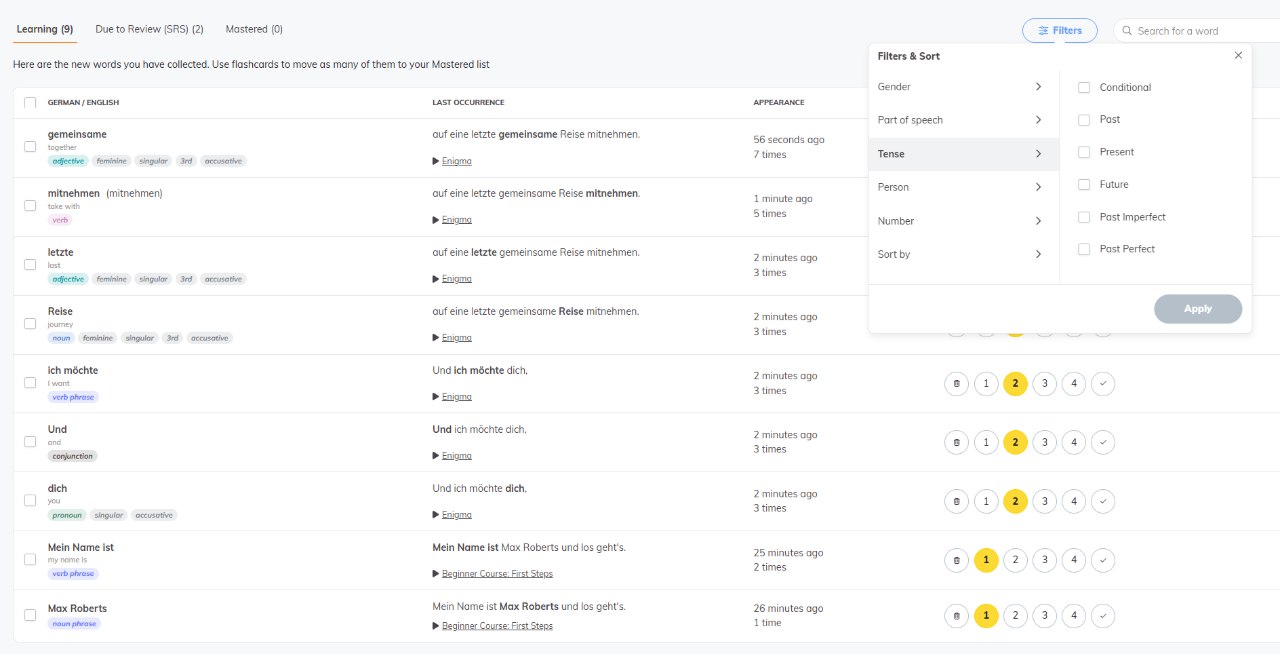 Learning (9) Due to Review (SRS) (2) Mastered (0) Filters Search for a word
Here are the new words you have collected. Use flashcards to move as many of them to your Mastered list
Filters & Sort
Gender
Part of speech
Tense
Person
Number
Sort by
Conditional
Past
Present
Future
Past Imperfect
Past Perfect
Apply
GERMAN / ENGLISH LAST OCCURRENCE APPEARANCE
gemeinsame
together
adjective feminine singular 3rd accusative
auf eine letzte gemeinsame Reise mitnehmen.
Enigma
56 seconds ago
7 times
mitnehmen (mitnehmen)
take with
verb
auf eine letzte gemeinsame Reise mitnehmen.
Enigma
1 minute ago
5 times
letzte
last
adjective feminine singular 3rd accusative
auf eine letzte gemeinsame Reise mitnehmen.
Enigma
2 minutes ago
3 times
Reise
journey
noun feminine singular 3rd accusative
auf eine letzte gemeinsame Reise mitnehmen.
Enigma
2 minutes ago
3 times
ich möchte
I want
verb phrase
Und ich möchte dich,
Enigma
2 minutes ago
3 times
1 2 3 4
Und
and
conjunction
Und ich möchte dich,
Enigma
2 minutes ago
3 times
1 2 3 4
dich
you
pronoun singular accusative
Und ich möchte dich,
Enigma
2 minutes ago
3 times
1 2 3 4
Mein Name ist
my name is
verb phrase
Mein Name ist Max Roberts und los geht's.
Beginner Course: First Steps
25 minutes ago
2 times
1 2 3 4
Max Roberts
noun phrase
Mein Name ist Max Roberts und los geht's.
Beginner Course: First Steps
26 minutes ago
1 time
1 2 3 4